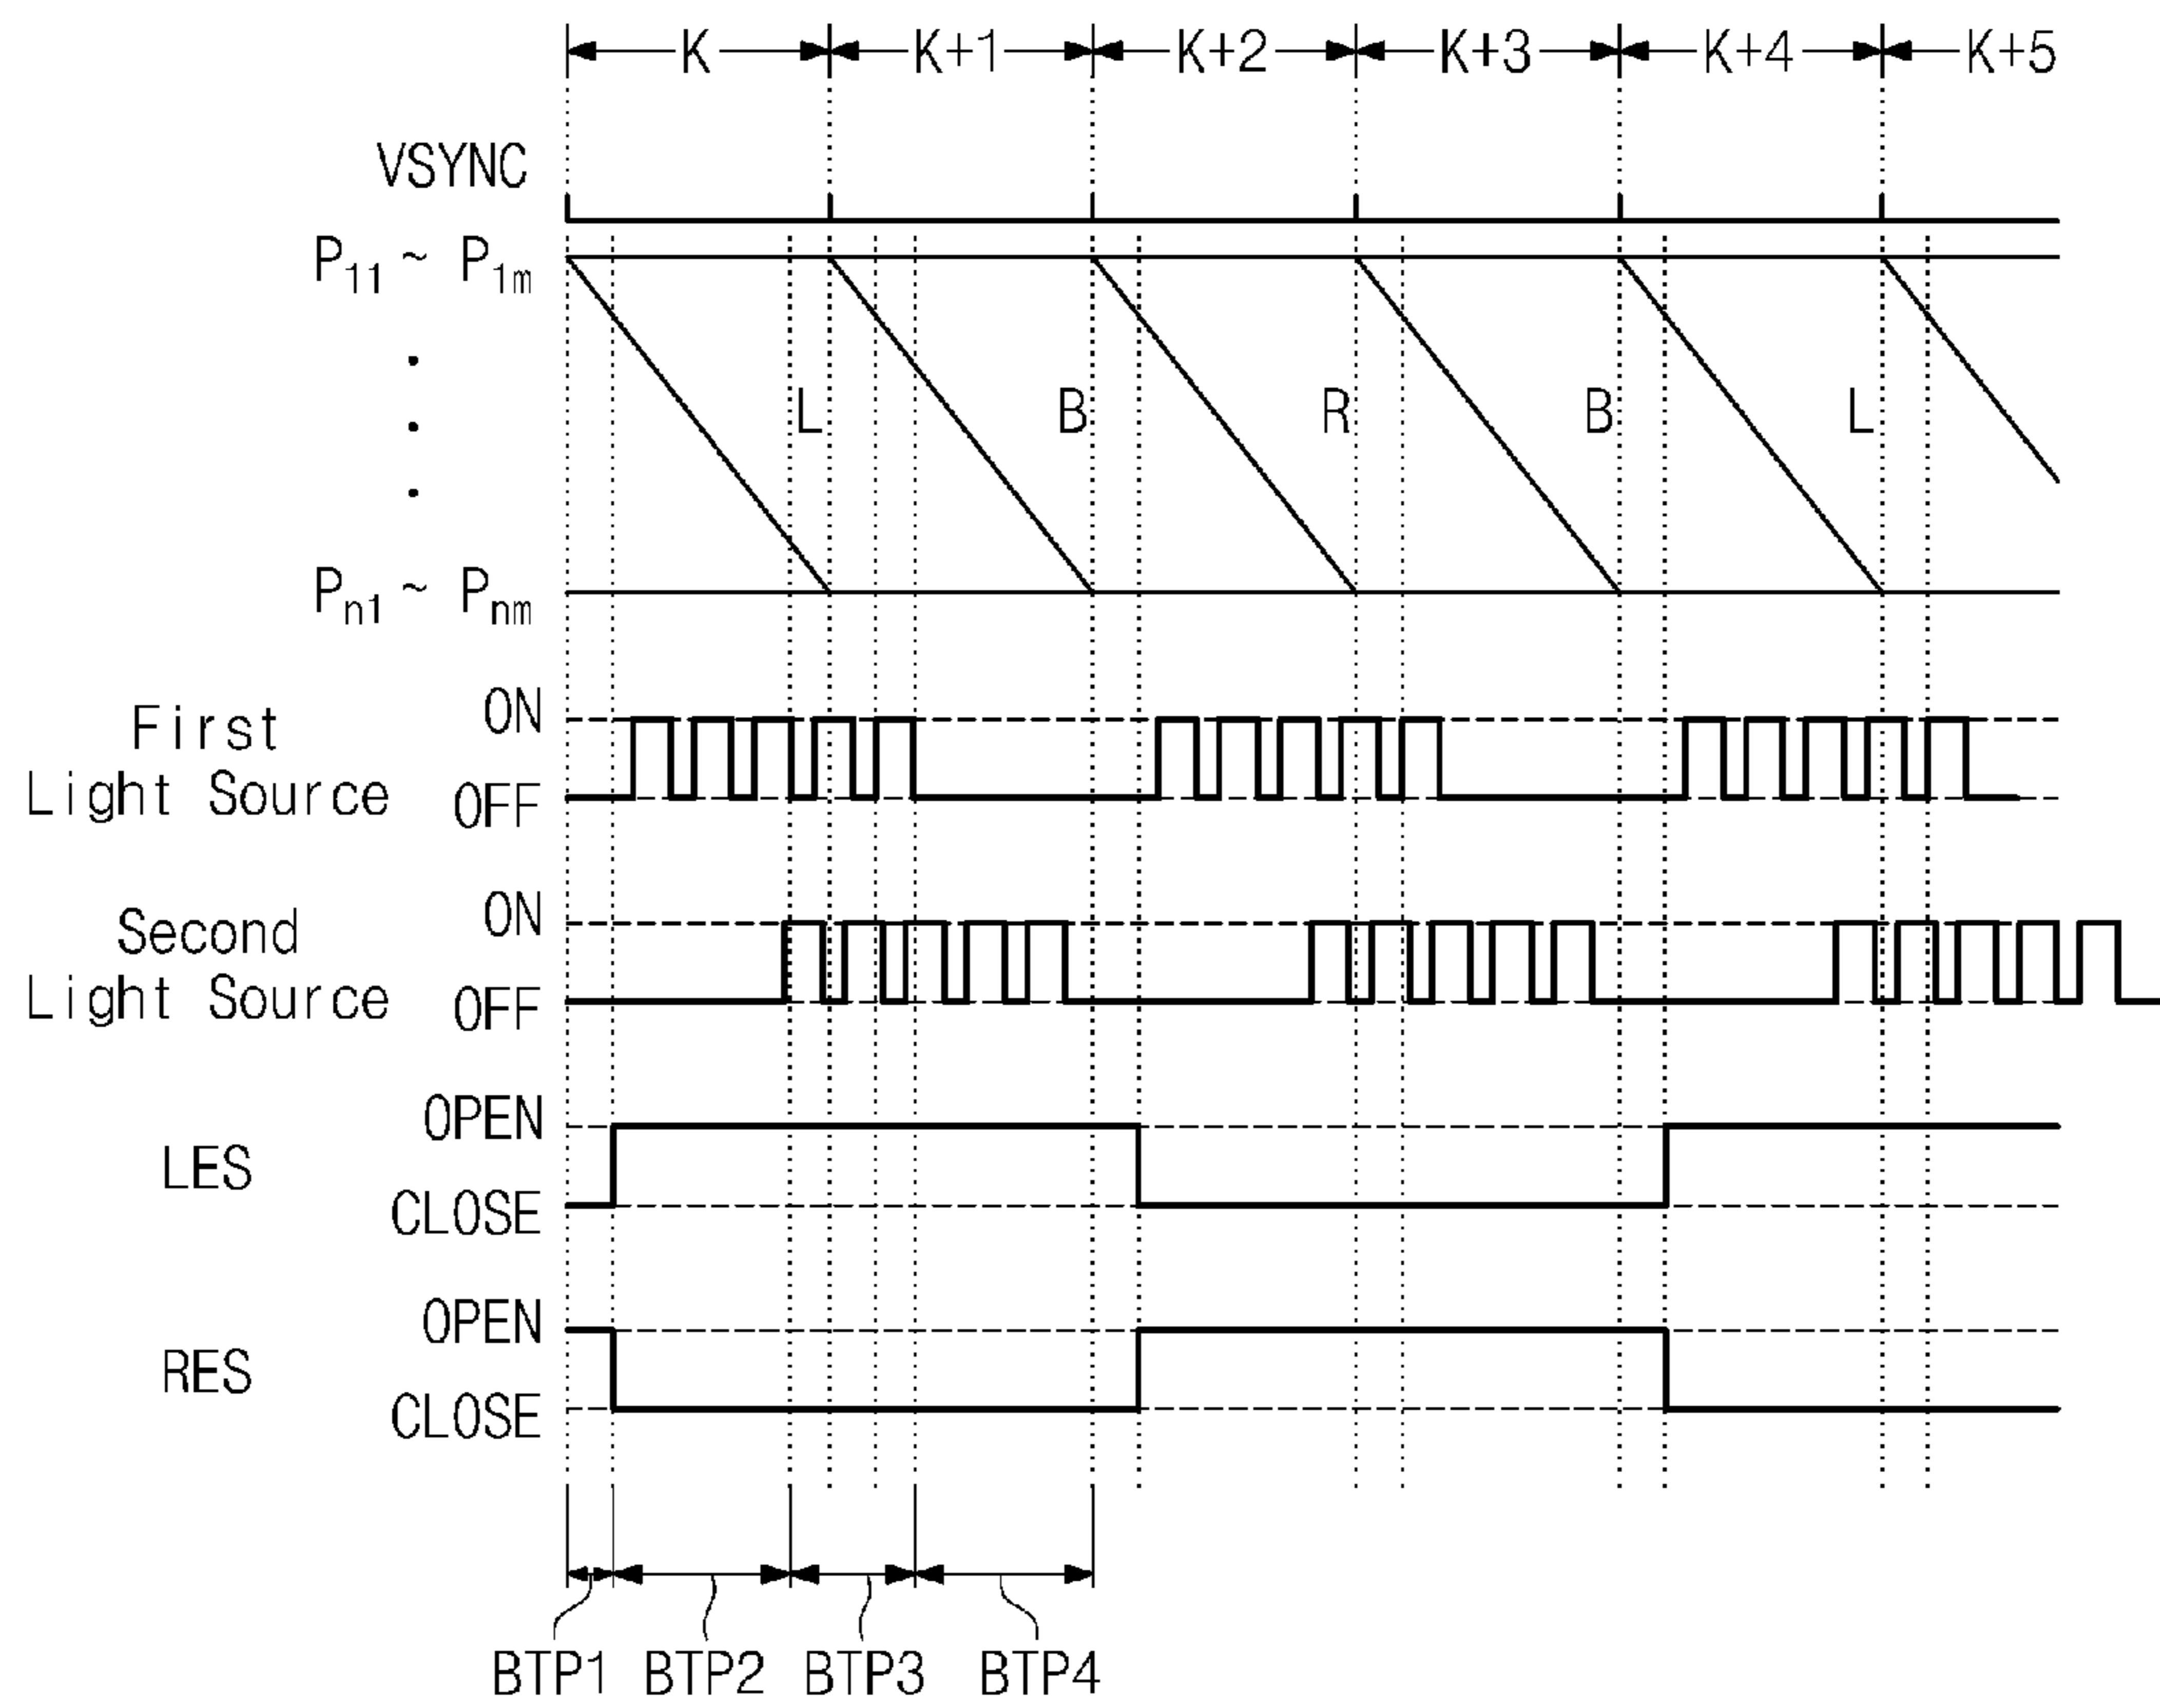 K K+1 K+2 K+3 K+4 K+5
VSYNC
P11 ~ P1m
L B R B L
Pn1 ~ Pnm
First
Light Source
ON
OFF
Second
Light Source
ON
OFF
LES
OPEN
CLOSE
RES
OPEN
CLOSE
BTP1 BTP2 BTP3 BTP4